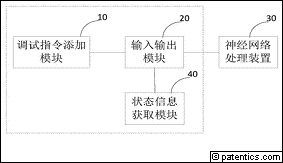 10
20
30
调试指令添加
模块
输入输出
模块
神经网络
处理装置
40
状态信息
获取模块
© patentics.com